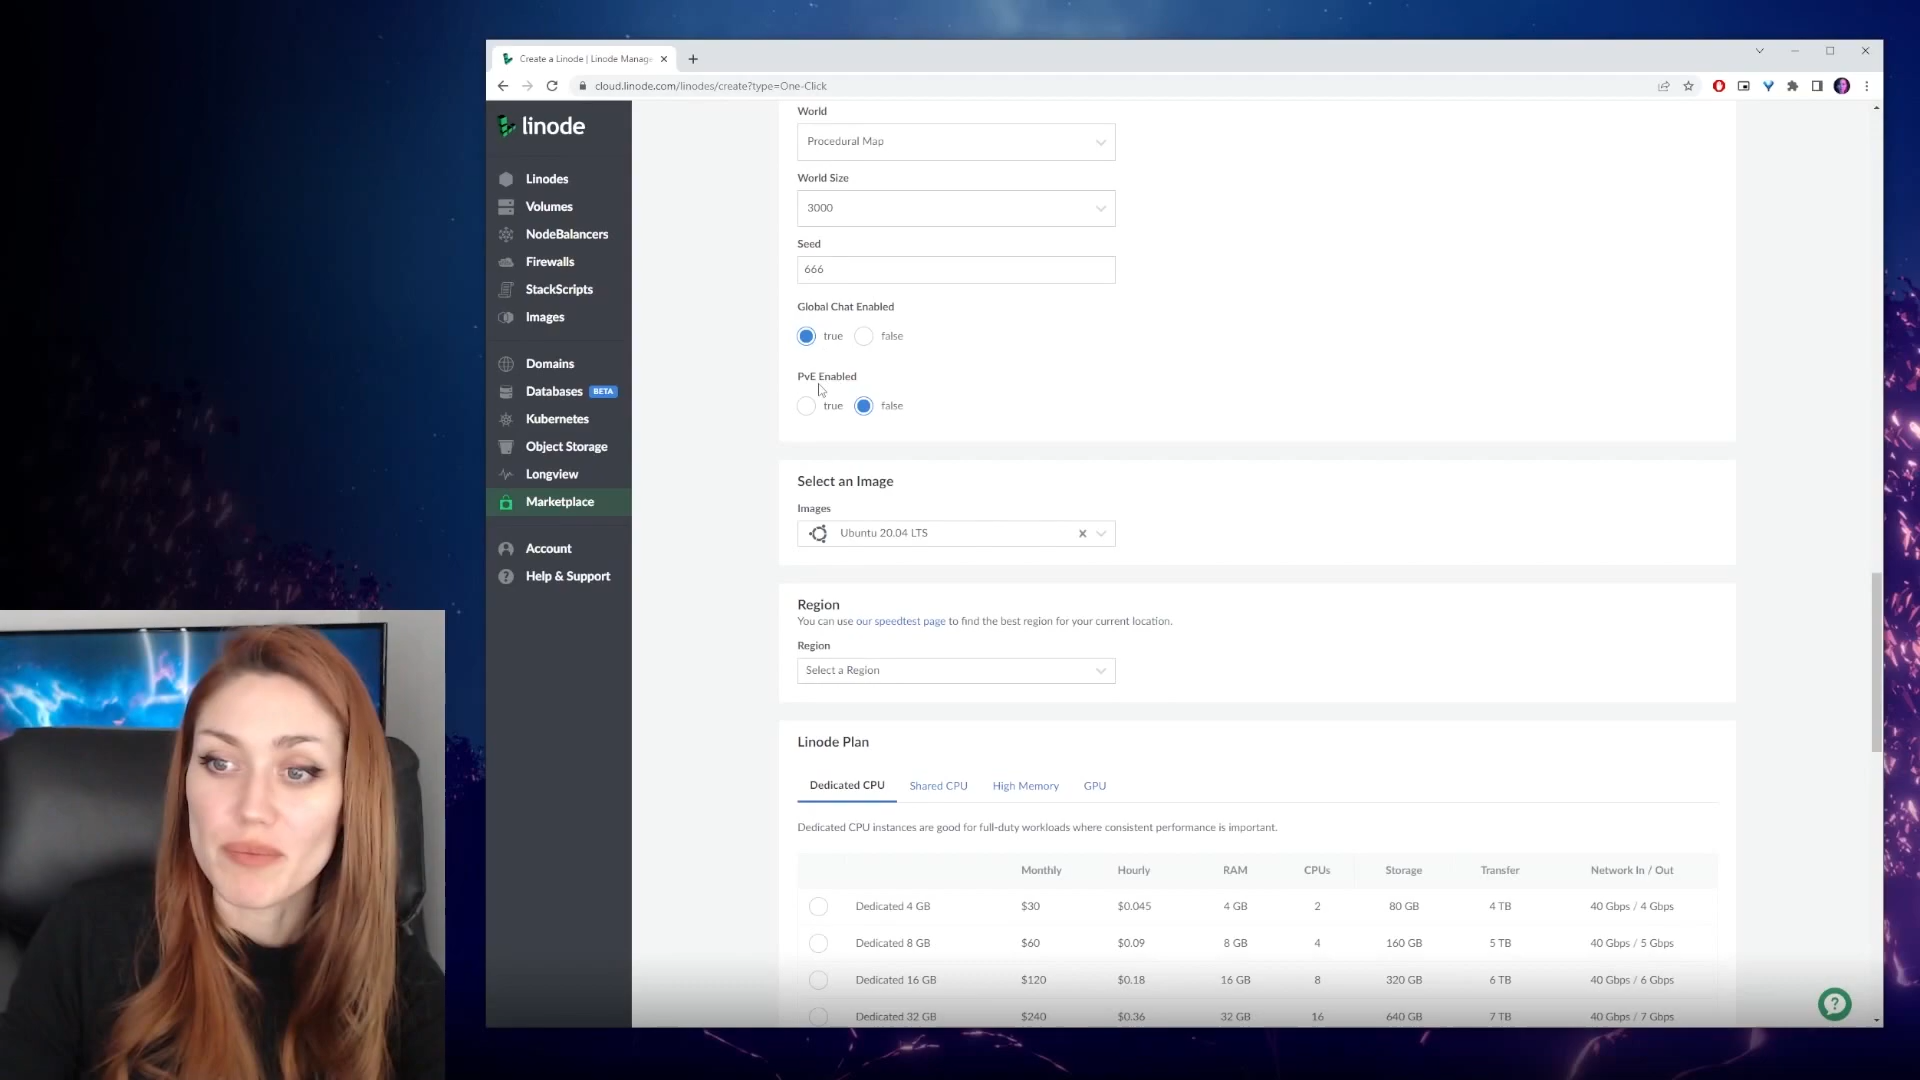 Create a Linode | Linode Manag
cloud.linode.com/linodes/create?type=One-Click
linode
Linodes
Volumes
NodeBalancers
Firewalls
StackScripts
Images
Domains
Databases BETA
Kubernetes
Object Storage
Longview
Marketplace
Account
Help & Support
World
Procedural Map
World Size
3000
Seed
666
Global Chat Enabled
true false
PvE Enabled
true false
Select an Image
Images
Ubuntu 20.04 LTS
Region
You can use our speedtest page to find the best region for your current location.
Region
Select a Region
Linode Plan
Dedicated CPU Shared CPU High Memory GPU
Dedicated CPU instances are good for full-duty workloads where consistent performance is important.
Monthly Hourly RAM CPUs Storage Transfer Network In / Out
Dedicated 4 GB $30 $0.045 4 GB 2 80 GB 4 TB 40 Gbps / 4 Gbps
Dedicated 8 GB $60 $0.09 8 GB 4 160 GB 5 TB 40 Gbps / 5 Gbps
Dedicated 16 GB $120 $0.18 16 GB 8 320 GB 6 TB 40 Gbps / 6 Gbps
Dedicated 32 GB $240 $0.36 32 GB 16 640 GB 7 TB 40 Gbps / 7 Gbps